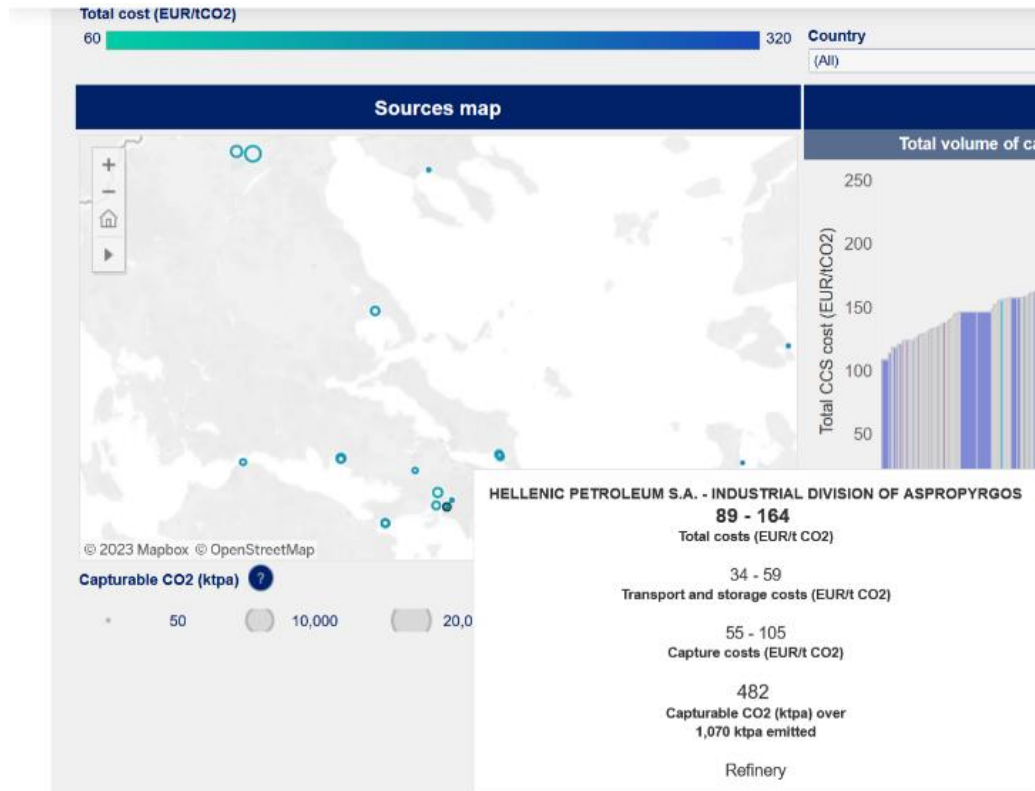 Total cost (EUR/tCO2)
60
320
Country
(All)
Sources map
Total volume of ca
+
−
250
200
150
100
50
Total CCS cost (EUR/tCO2)
© 2023 Mapbox © OpenStreetMap
Capturable CO2 (ktpa) ?
50
10,000
20,0
HELLENIC PETROLEUM S.A. - INDUSTRIAL DIVISION OF ASPROPYRGOS
89 - 164
Total costs (EUR/t CO2)
34 - 59
Transport and storage costs (EUR/t CO2)
55 - 105
Capture costs (EUR/t CO2)
482
Capturable CO2 (ktpa) over
1,070 ktpa emitted
Refinery